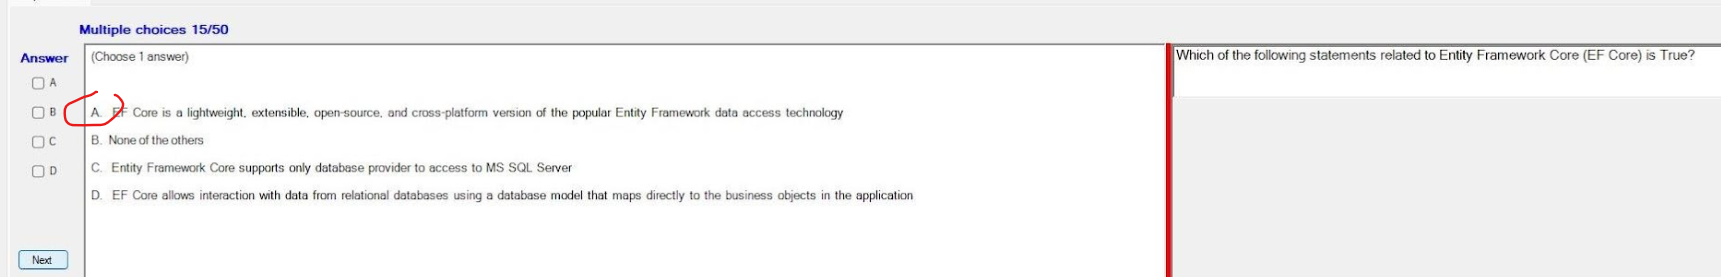 Multiple choices 15/50
Answer
(Choose 1 answer)
A
B
C
D
A. EF Core is a lightweight, extensible, open-source, and cross-platform version of the popular Entity Framework data access technology
B. None of the others
C. Entity Framework Core supports only database provider to access to MS SQL Server
D. EF Core allows interaction with data from relational databases using a database model that maps directly to the business objects in the application
Next
Which of the following statements related to Entity Framework Core (EF Core) is True?